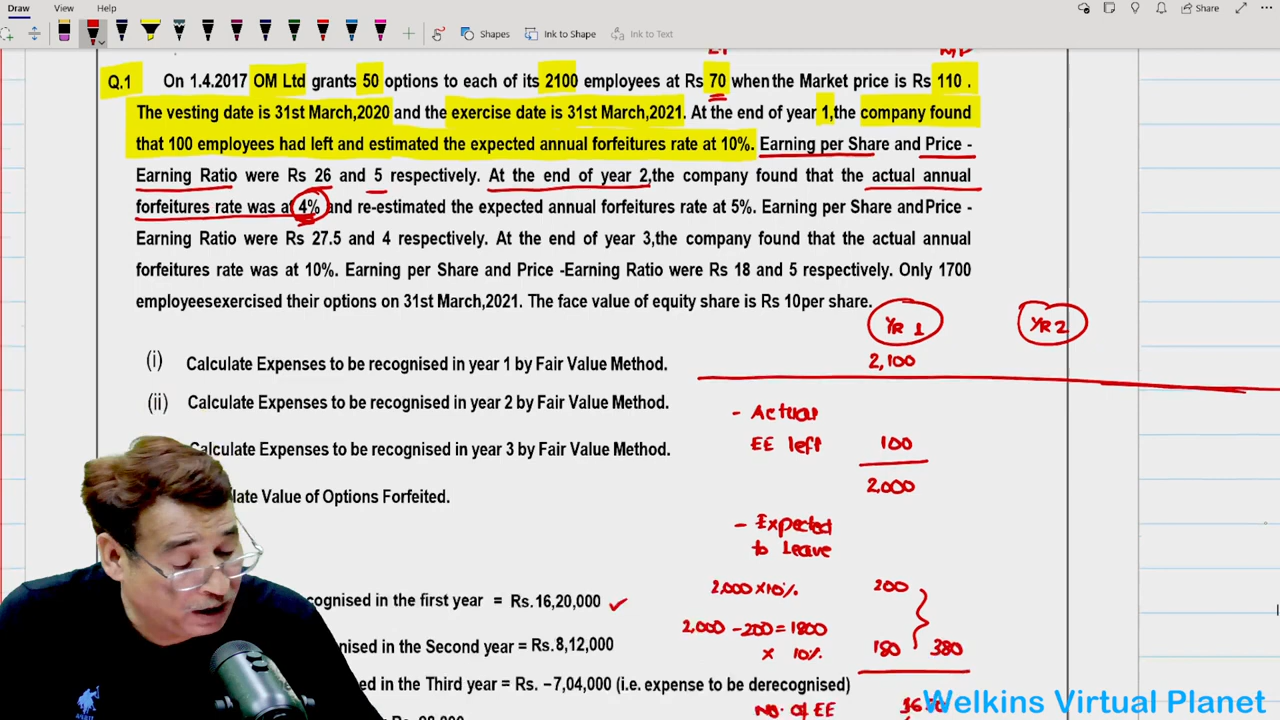 Draw View Help
Shapes Ink to Shape Ink to Text Share
Q.1 On 1.4.2017 OM Ltd grants 50 options to each of its 2100 employees at Rs 70 when the Market price is Rs 110 .
The vesting date is 31st March,2020 and the exercise date is 31st March,2021. At the end of year 1,the company found
that 100 employees had left and estimated the expected annual forfeitures rate at 10%. Earning per Share and Price -
Earning Ratio were Rs 26 and 5 respectively. At the end of year 2,the company found that the actual annual
forfeitures rate was at 4% and re-estimated the expected annual forfeitures rate at 5%. Earning per Share andPrice -
Earning Ratio were Rs 27.5 and 4 respectively. At the end of year 3,the company found that the actual annual
forfeitures rate was at 10%. Earning per Share and Price -Earning Ratio were Rs 18 and 5 respectively. Only 1700
employeesexercised their options on 31st March,2021. The face value of equity share is Rs 10per share.
YR 1 YR 2
(i) Calculate Expenses to be recognised in year 1 by Fair Value Method.
2,100
(ii) Calculate Expenses to be recognised in year 2 by Fair Value Method.
- Actual
EE left 100
Calculate Expenses to be recognised in year 3 by Fair Value Method.
2,000
late Value of Options Forfeited.
- Expected
to Leave
2,000 x 10% 200
cognised in the first year = Rs.16,20,000 ✓
2,000 - 200 = 1800
x 10% 180 380
nised in the Second year = Rs.8,12,000
d in the Third year = Rs. -7,04,000 (i.e. expense to be derecognised)
No. of EE
Welkins Virtual Planet